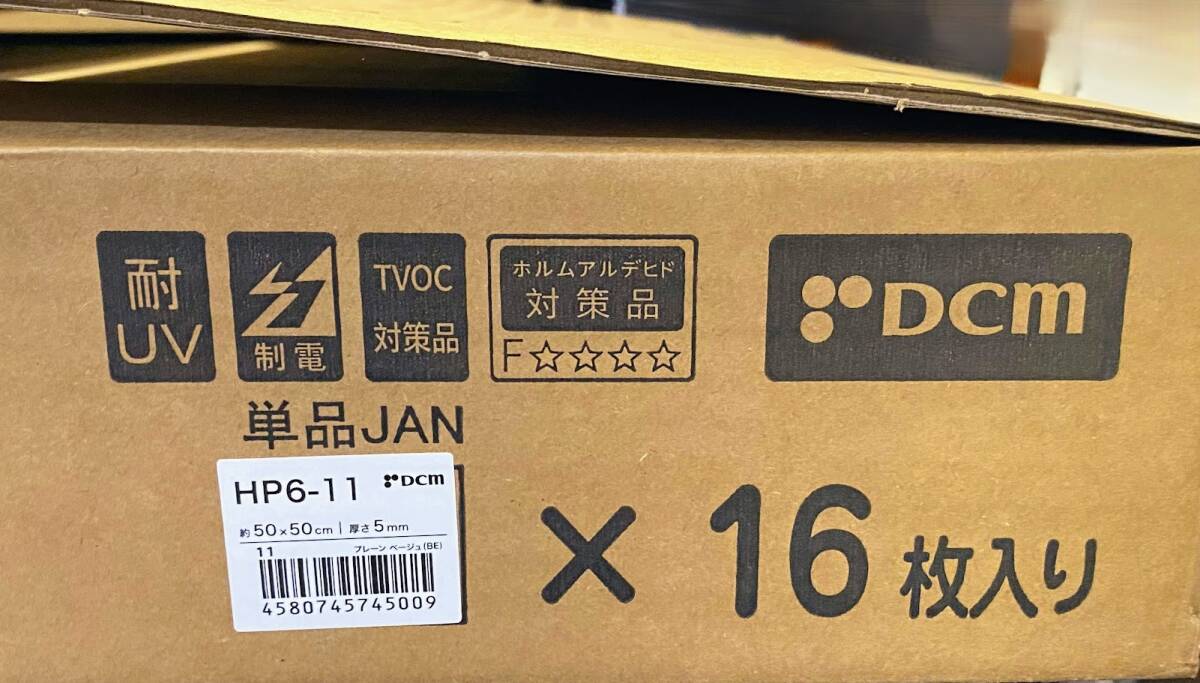 耐
UV
制電
TVOC
対策品
ホルムアルデヒド
対策品
F☆☆☆☆
DCM
単品JAN
HP6-11 DCM
約50×50cm | 厚さ5mm
11 プレーン ベージュ(BE)
4580745745009
× 16枚入り